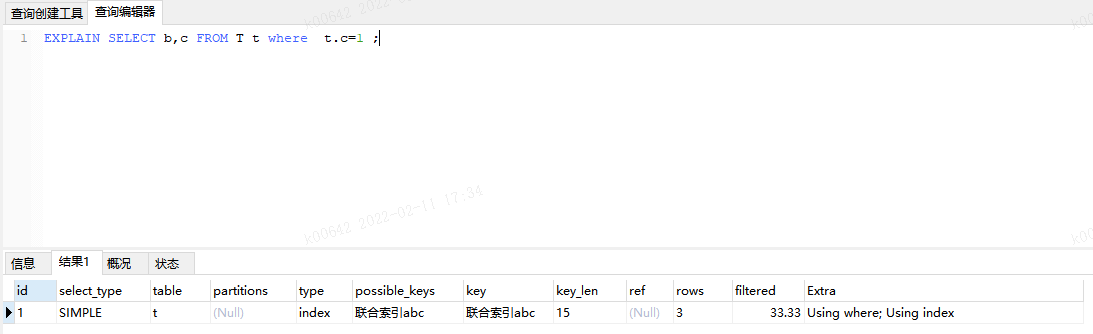 查询创建工具 查询编辑器
1 EXPLAIN SELECT b,c FROM T t where t.c=1 ;
k00642 2022-02-11 17:34
信息 结果1 概况 状态
id select_type table partitions type possible_keys key key_len ref rows filtered Extra
1 SIMPLE t (Null) index 联合索引abc 联合索引abc 15 (Null) 3 33.33 Using where; Using index